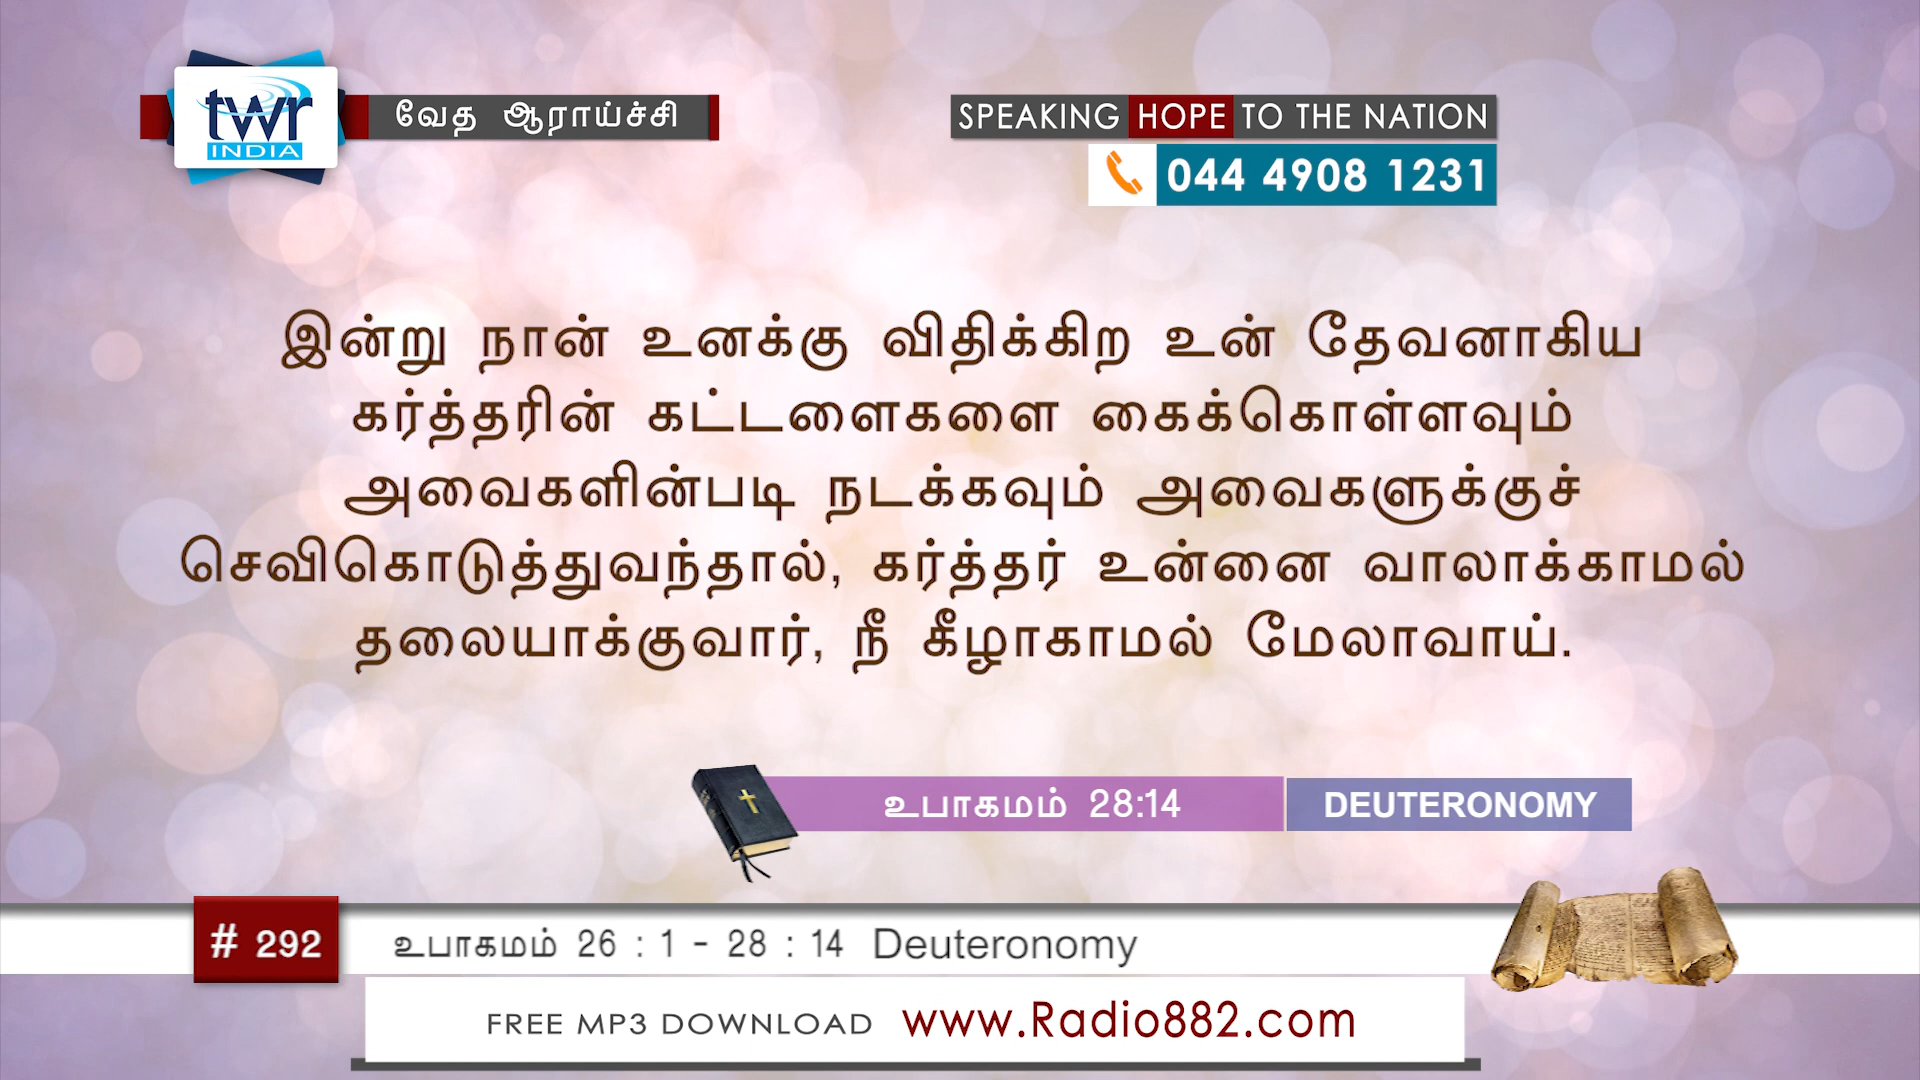 twr
INDIA
வேத ஆராய்ச்சி
SPEAKING HOPE TO THE NATION
044 4908 1231
இன்று நான் உனக்கு விதிக்கிற உன் தேவனாகிய
கர்த்தரின் கட்டளைகளை கைக்கொள்ளவும்
அவைகளின்படி நடக்கவும் அவைகளுக்குச்
செவிகொடுத்துவந்தால், கர்த்தர் உன்னை வாலாக்காமல்
தலையாக்குவார், நீ கீழாகாமல் மேலாவாய்.
உபாகமம் 28:14 DEUTERONOMY
# 292 உபாகமம் 26 : 1 - 28 : 14 Deuteronomy
FREE MP3 DOWNLOAD www.Radio882.com